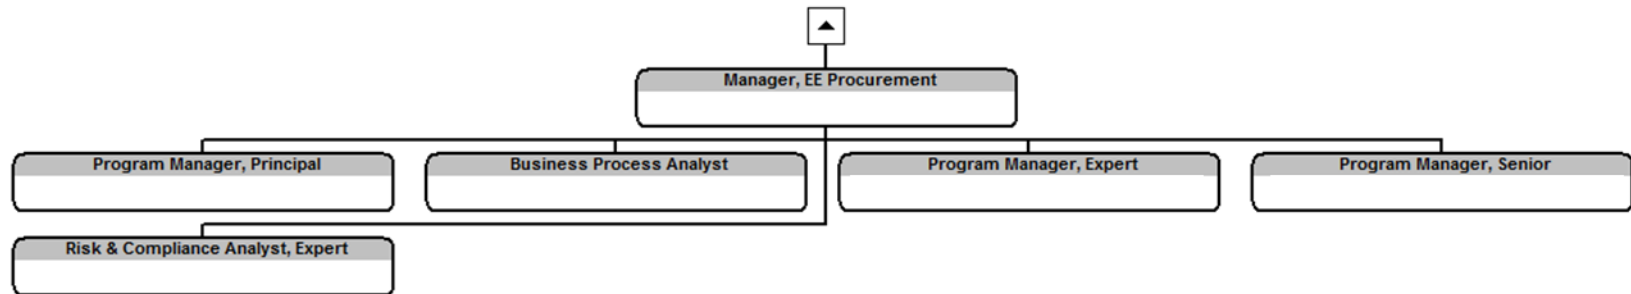 Manager, EE Procurement
Program Manager, Principal
Business Process Analyst
Program Manager, Expert
Program Manager, Senior
Risk & Compliance Analyst, Expert